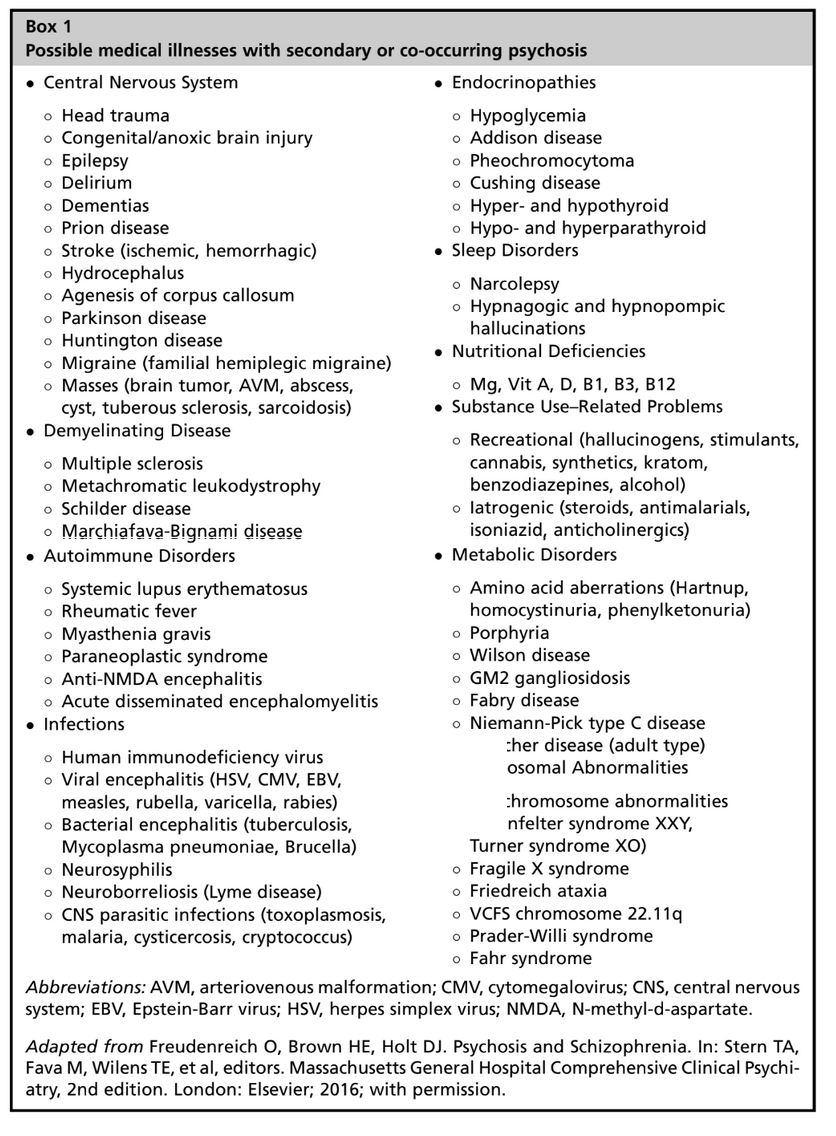 Box 1
Possible medical illnesses with secondary or co-occurring psychosis
• Central Nervous System
○ Head trauma
○ Congenital/anoxic brain injury
○ Epilepsy
○ Delirium
○ Dementias
○ Prion disease
○ Stroke (ischemic, hemorrhagic)
○ Hydrocephalus
○ Agenesis of corpus callosum
○ Parkinson disease
○ Huntington disease
○ Migraine (familial hemiplegic migraine)
○ Masses (brain tumor, AVM, abscess,
cyst, tuberous sclerosis, sarcoidosis)
• Demyelinating Disease
○ Multiple sclerosis
○ Metachromatic leukodystrophy
○ Schilder disease
○ Marchiafava-Bignami disease
• Autoimmune Disorders
○ Systemic lupus erythematosus
○ Rheumatic fever
○ Myasthenia gravis
○ Paraneoplastic syndrome
○ Anti-NMDA encephalitis
○ Acute disseminated encephalomyelitis
• Infections
○ Human immunodeficiency virus
○ Viral encephalitis (HSV, CMV, EBV,
measles, rubella, varicella, rabies)
○ Bacterial encephalitis (tuberculosis,
Mycoplasma pneumoniae, Brucella)
○ Neurosyphilis
○ Neuroborreliosis (Lyme disease)
○ CNS parasitic infections (toxoplasmosis,
malaria, cysticercosis, cryptococcus)
• Endocrinopathies
○ Hypoglycemia
○ Addison disease
○ Pheochromocytoma
○ Cushing disease
○ Hyper- and hypothyroid
○ Hypo- and hyperparathyroid
• Sleep Disorders
○ Narcolepsy
○ Hypnagogic and hypnopompic
hallucinations
• Nutritional Deficiencies
○ Mg, Vit A, D, B1, B3, B12
• Substance Use–Related Problems
○ Recreational (hallucinogens, stimulants,
cannabis, synthetics, kratom,
benzodiazepines, alcohol)
○ Iatrogenic (steroids, antimalarials,
isoniazid, anticholinergics)
• Metabolic Disorders
○ Amino acid aberrations (Hartnup,
homocystinuria, phenylketonuria)
○ Porphyria
○ Wilson disease
○ GM2 gangliosidosis
○ Fabry disease
○ Niemann-Pick type C disease
disease (adult type)
Abnormalities
abnormalities
syndrome XXY,
Turner syndrome XO)
○ Fragile X syndrome
○ Friedreich ataxia
○ VCFS chromosome 22.11q
○ Prader-Willi syndrome
○ Fahr syndrome
Abbreviations: AVM, arteriovenous malformation; CMV, cytomegalovirus; CNS, central nervous
system; EBV, Epstein-Barr virus; HSV, herpes simplex virus; NMDA, N-methyl-d-aspartate.
Adapted from Freudenreich O, Brown HE, Holt DJ. Psychosis and Schizophrenia. In: Stern TA,
Fava M, Wilens TE, et al, editors. Massachusetts General Hospital Comprehensive Clinical Psychi-
atry, 2nd edition. London: Elsevier; 2016; with permission.